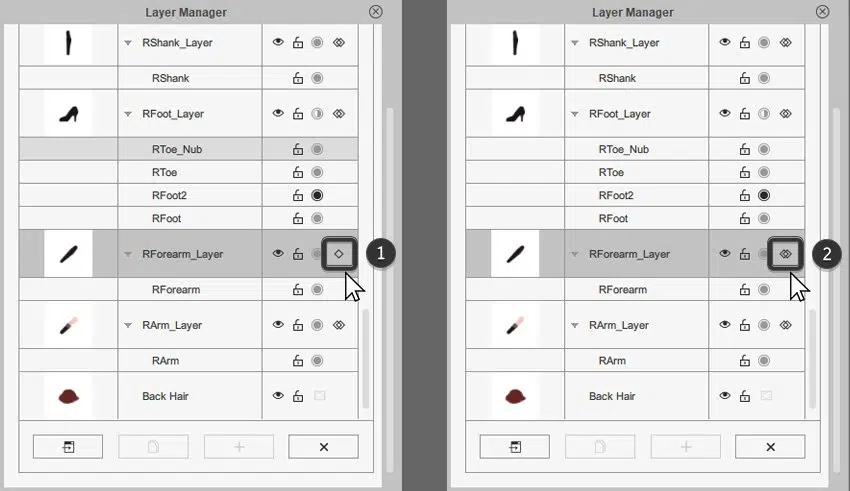 Layer Manager
RShank_Layer
RShank
RFoot_Layer
RToe_Nub
RToe
RFoot2
RFoot
RForearm_Layer
1
RForearm
RArm_Layer
RArm
Back Hair
Layer Manager
RShank_Layer
RShank
RFoot_Layer
RToe_Nub
RToe
RFoot2
RFoot
RForearm_Layer
2
RForearm
RArm_Layer
RArm
Back Hair